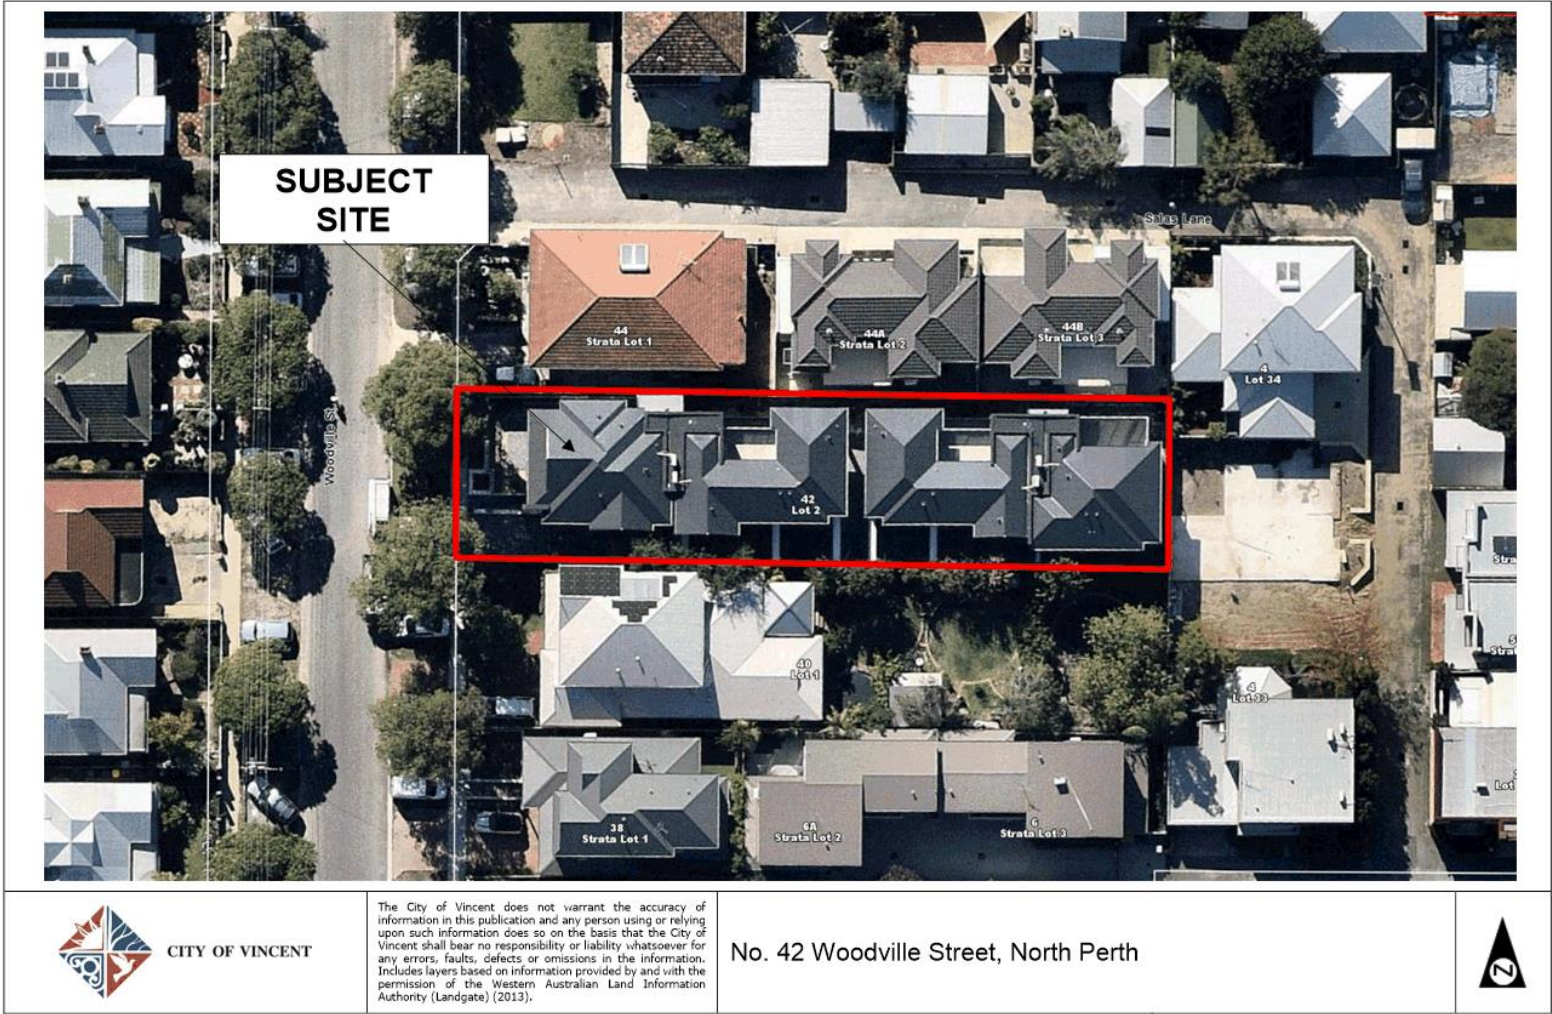 SUBJECT
SITE
Salas Lane
44
Strata Lot 1
44A
Strata Lot 2
44B
Strata Lot 3
4
Lot 34
Woodville St
42
Lot 2
Stra
40
Lot 1
5
Strat
4
Lot 33
Lot
38
Strata Lot 1
6A
Strata Lot 2
6
Strata Lot 3
CITY OF VINCENT
The City of Vincent does not warrant the accuracy of
information in this publication and any person using or relying
upon such information does so on the basis that the City of
Vincent shall bear no responsibility or liability whatsoever for
any errors, faults, defects or omissions in the information.
Includes layers based on information provided by and with the
permission of the Western Australian Land Information
Authority (Landgate) (2013).
No. 42 Woodville Street, North Perth
N